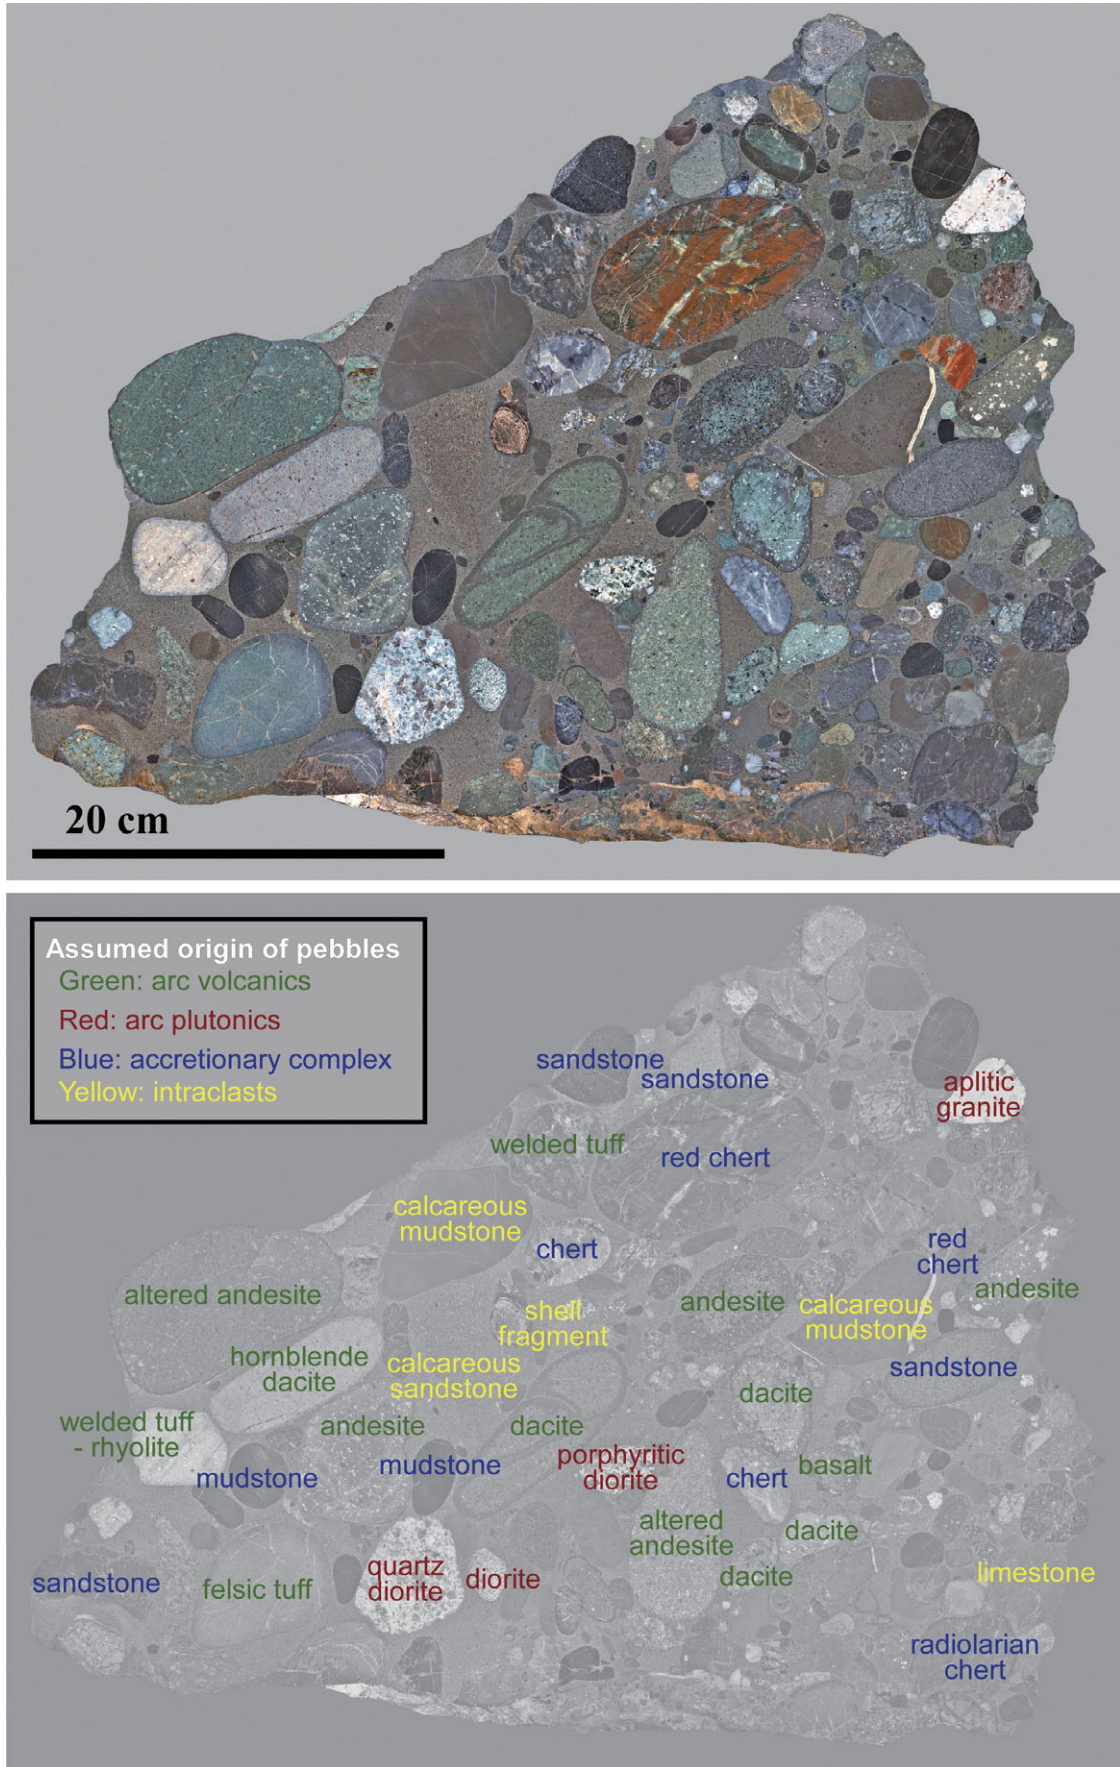 20 cm
Assumed origin of pebbles
Green: arc volcanics
Red: arc plutonics
Blue: accretionary complex
Yellow: intraclasts
sandstone
sandstone
aplitic
granite
welded tuff
red chert
calcareous
mudstone
chert
red
chert
altered andesite
andesite
andesite
shell
fragment
calcareous
mudstone
hornblende
dacite
calcareous
sandstone
sandstone
dacite
welded tuff
- rhyolite
andesite
dacite
mudstone
mudstone
porphyritic
diorite
chert
basalt
altered
andesite
dacite
sandstone
felsic tuff
quartz
diorite
diorite
dacite
limestone
radiolarian
chert